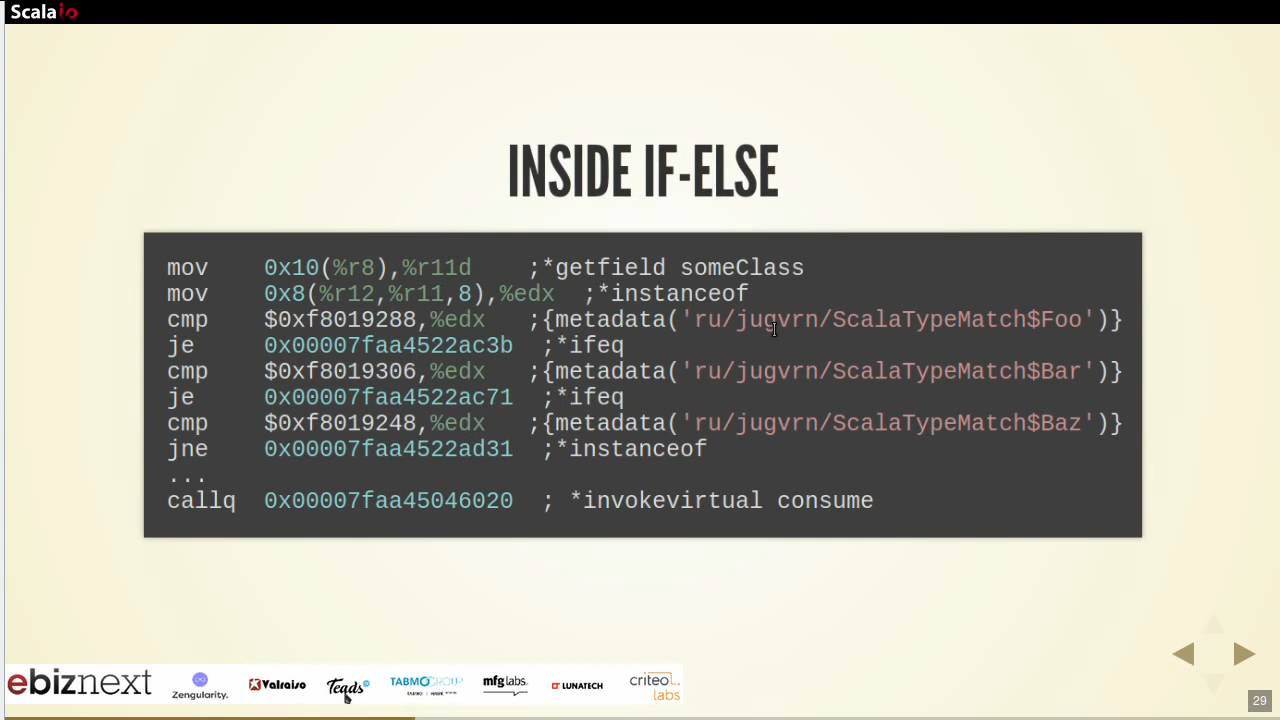 Scalaio
INSIDE IF-ELSE
mov 0x10(%r8),%r11d ;*getfield someClass
mov 0x8(%r12,%r11,8),%edx ;*instanceof
cmp $0xf8019288,%edx ;{metadata('ru/jugvrn/ScalaTypeMatch$Foo')}
je 0x00007faa4522ac3b ;*ifeq
cmp $0xf8019306,%edx ;{metadata('ru/jugvrn/ScalaTypeMatch$Bar')}
je 0x00007faa4522ac71 ;*ifeq
cmp $0xf8019248,%edx ;{metadata('ru/jugvrn/ScalaTypeMatch$Baz')}
jne 0x00007faa4522ad31 ;*instanceof
...
callq 0x00007faa45046020 ; *invokevirtual consume
ebiznext Zengularity. Valraiso Teads TABMOGROUP mfg labs. LUNATECH criteo labs
29